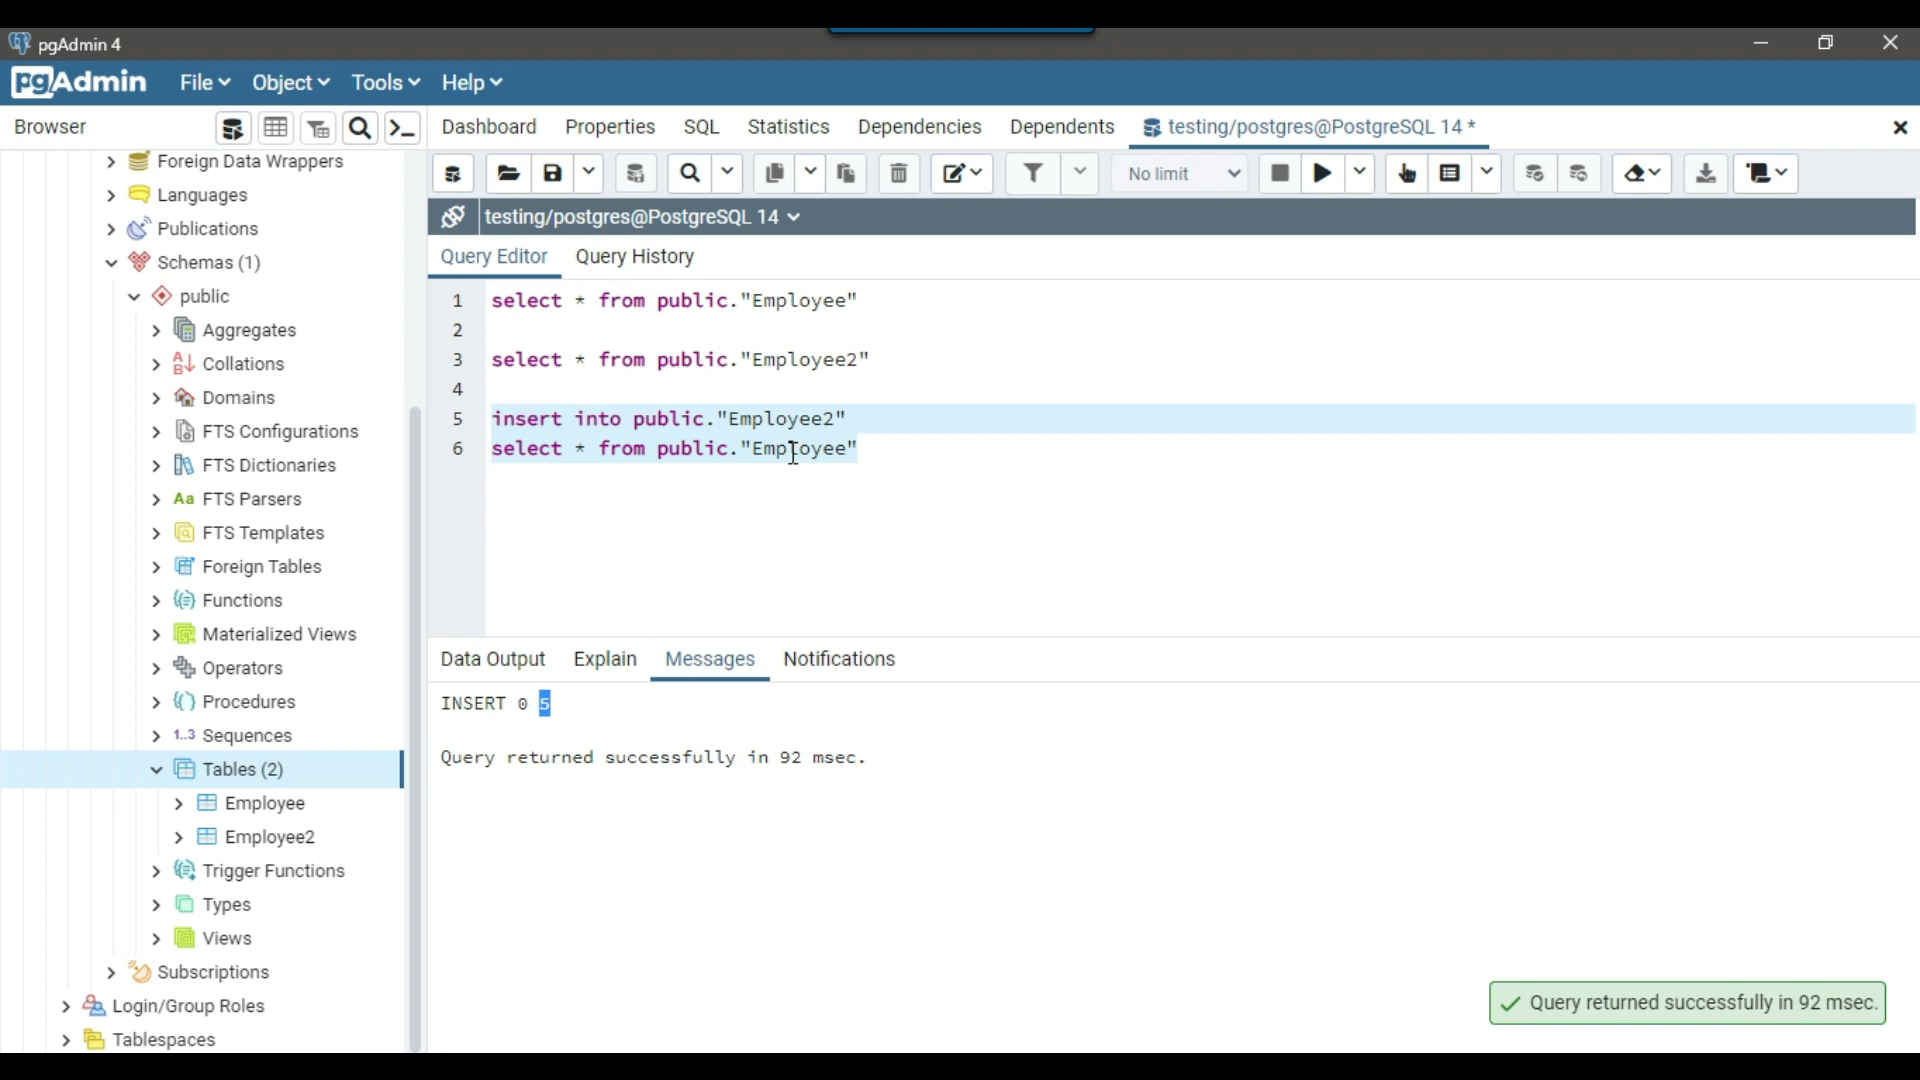 pgAdmin 4
pgAdmin File Object Tools Help
Browser
Dashboard Properties SQL Statistics Dependencies Dependents testing/postgres@PostgreSQL 14 *
No limit
testing/postgres@PostgreSQL 14
Query Editor Query History
1 select * from public."Employee"
2
3 select * from public."Employee2"
4
5 insert into public."Employee2"
6 select * from public."Employee"
Data Output Explain Messages Notifications
INSERT 0 5
Query returned successfully in 92 msec.
Foreign Data Wrappers
Languages
Publications
Schemas (1)
public
Aggregates
Collations
Domains
FTS Configurations
FTS Dictionaries
Aa FTS Parsers
FTS Templates
Foreign Tables
Functions
Materialized Views
Operators
Procedures
1..3 Sequences
Tables (2)
Employee
Employee2
Trigger Functions
Types
Views
Subscriptions
Login/Group Roles
Tablespaces
Query returned successfully in 92 msec.